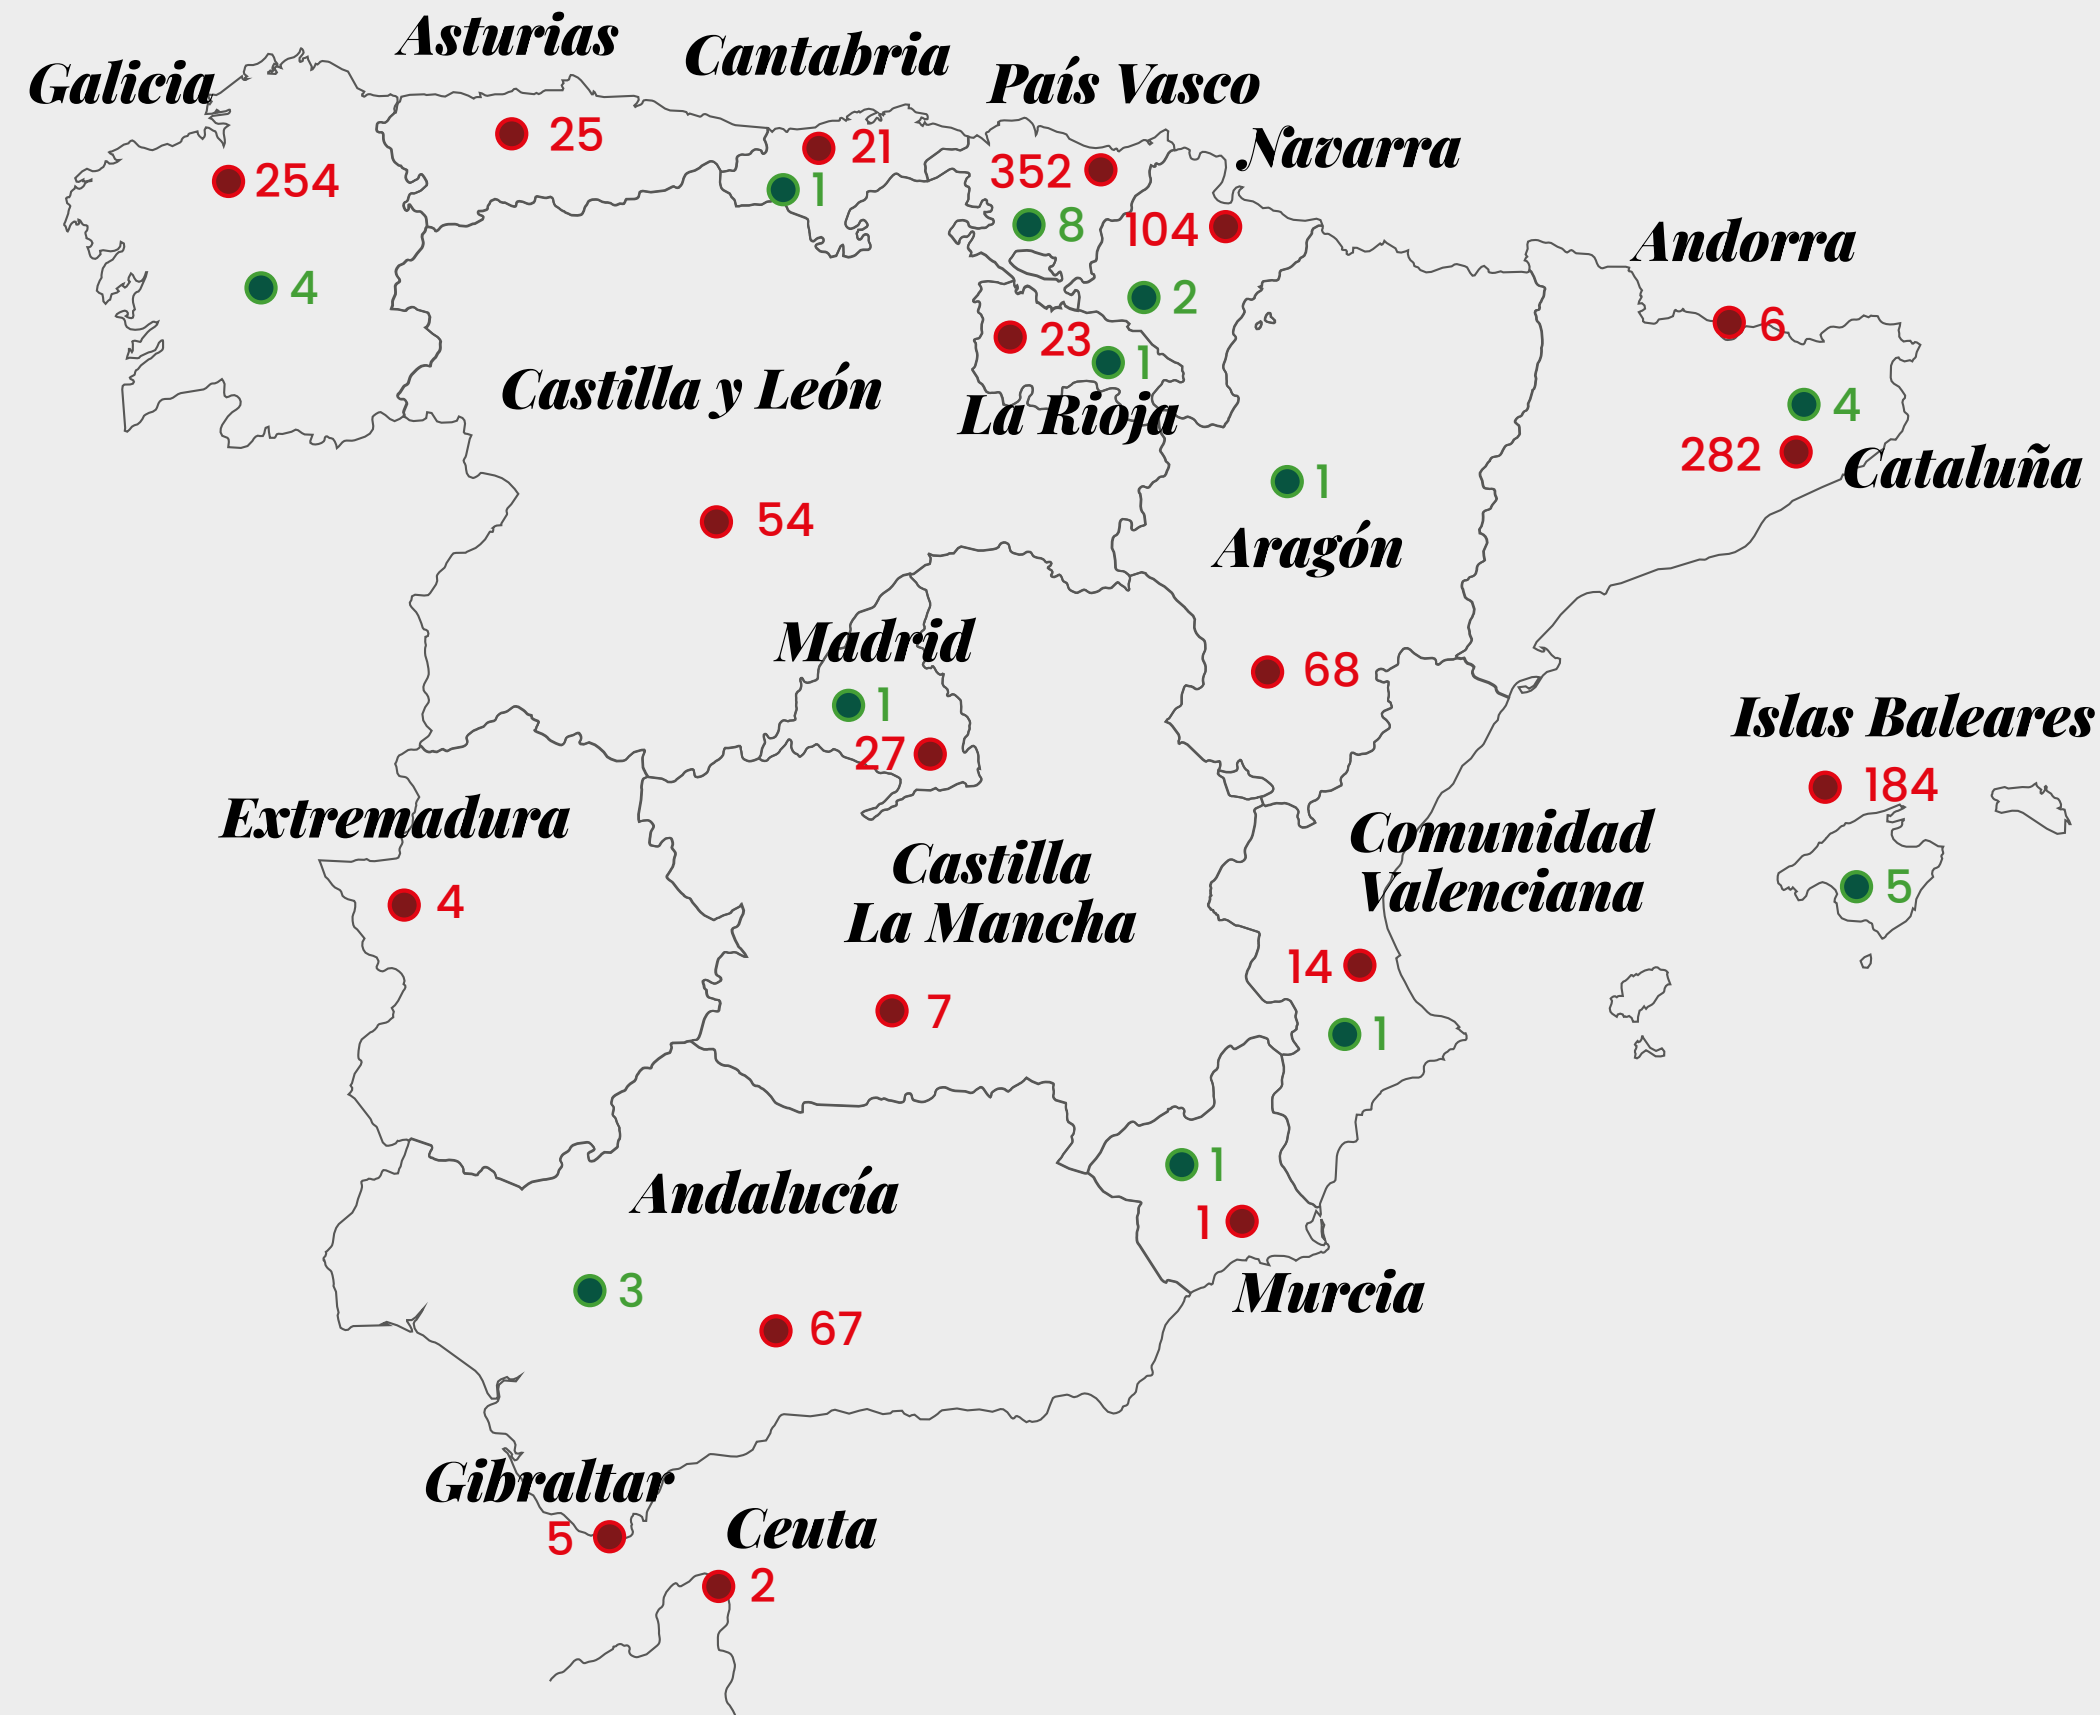 Asturias
Cantabria
Galicia
País Vasco
25
21
Navarra
352
254
1
8
104
Andorra
4
2
6
23
1
Castilla y León
4
La Rioja
282
Cataluña
1
54
Aragón
Madrid
68
1
Islas Baleares
27
184
Extremadura
Comunidad
Valenciana
Castilla
La Mancha
5
4
14
7
1
1
Andalucía
1
3
Murcia
67
Gibraltar
5
Ceuta
2